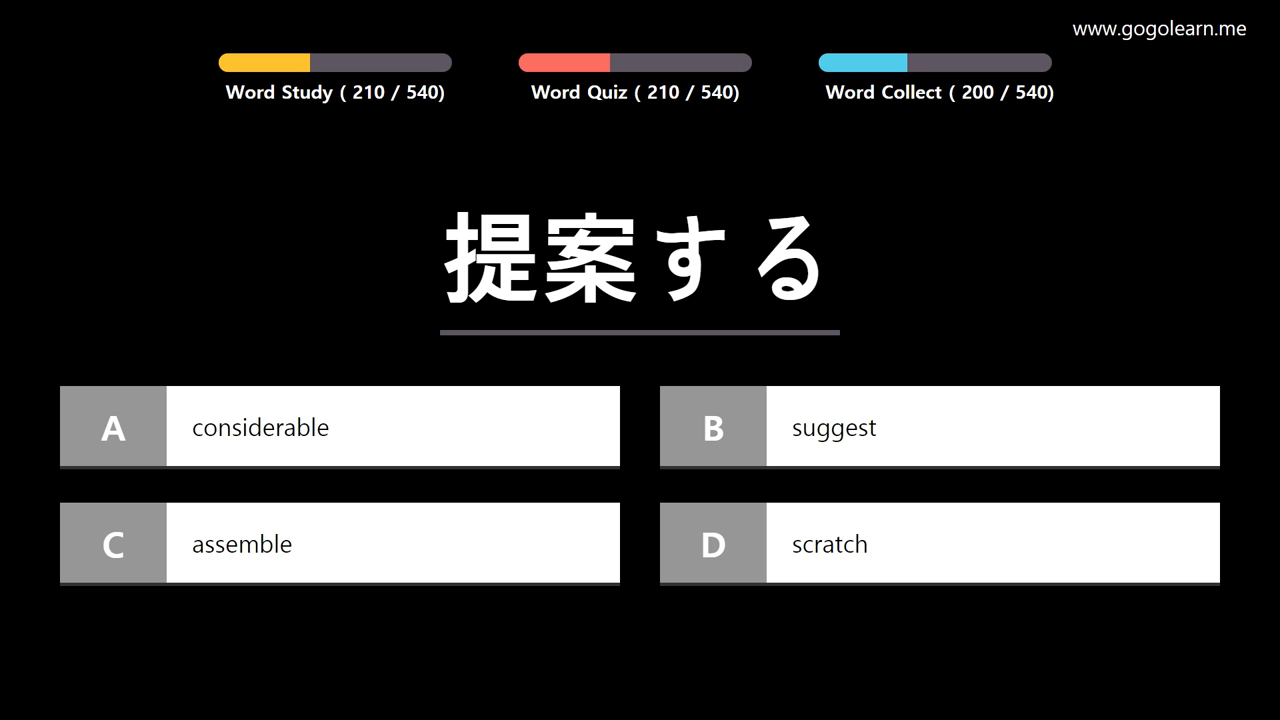 www.gogolearn.me
Word Study ( 210 / 540)
Word Quiz ( 210 / 540)
Word Collect ( 200 / 540)
提案する
A considerable
B suggest
C assemble
D scratch